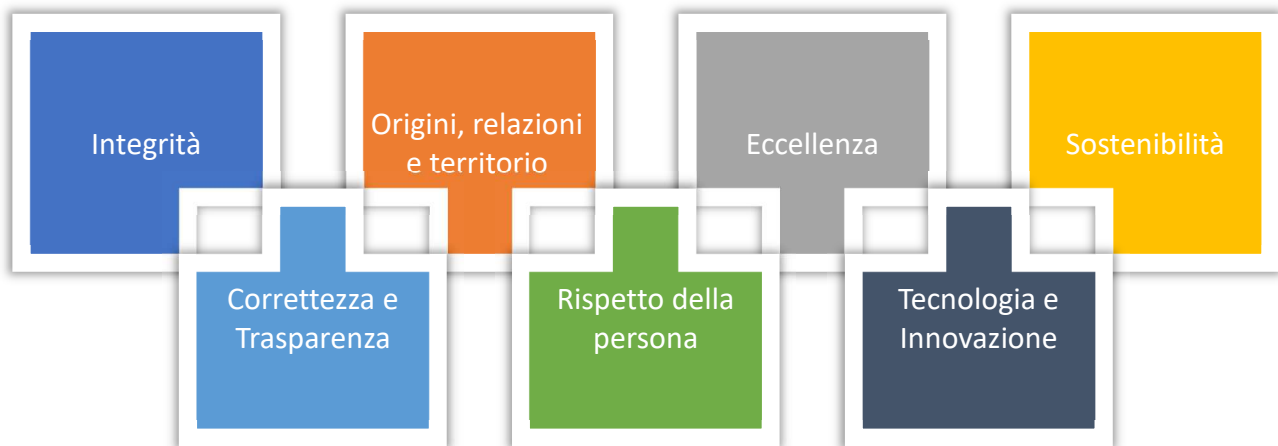 Integrità
Origini, relazioni
e territorio
Eccellenza
Sostenibilità
Correttezza e
Trasparenza
Rispetto della
persona
Tecnologia e
Innovazione